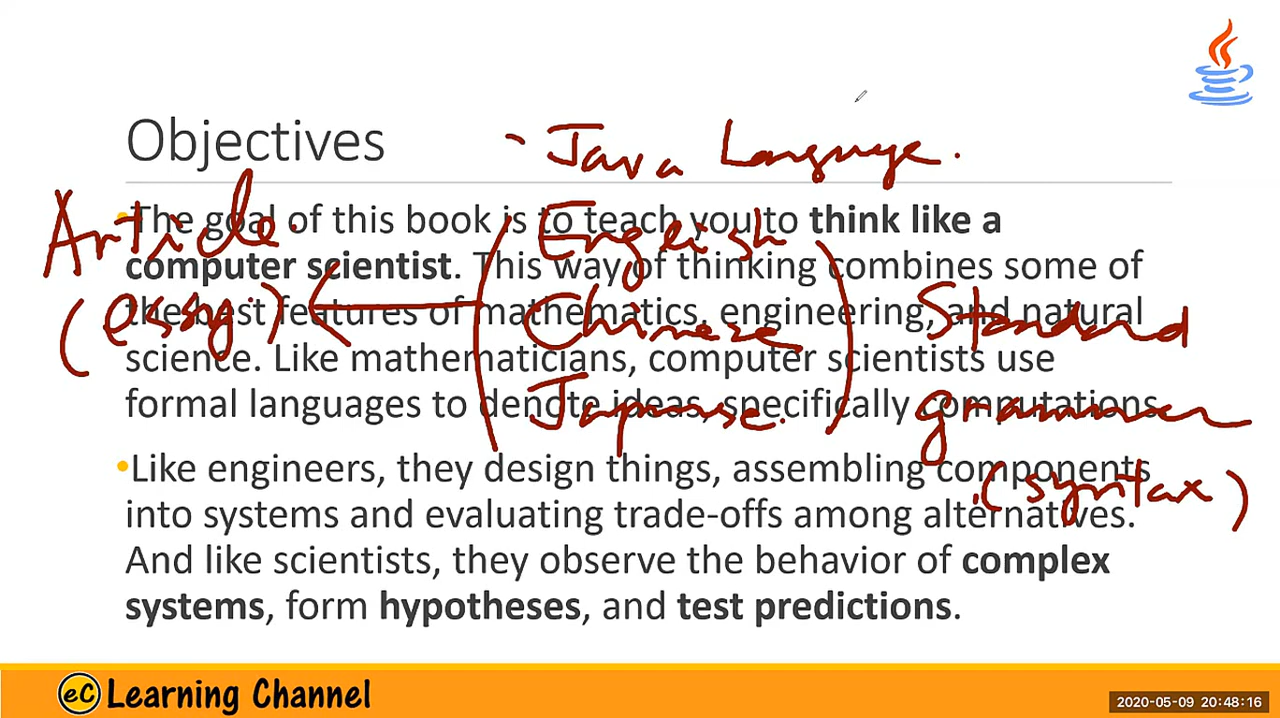 Objectives
- Java Language.
•The goal of this book is to teach you to think like a
computer scientist. This way of thinking combines some of
the best features of mathematics, engineering, and natural
science. Like mathematicians, computer scientists use
formal languages to denote ideas, specifically computations.
Article.
(essy)
English
Chinese
Japanese.
Standard
grammer
(syntax)
•Like engineers, they design things, assembling components
into systems and evaluating trade-offs among alternatives.
And like scientists, they observe the behavior of complex
systems, form hypotheses, and test predictions.
eC Learning Channel
2020-05-09 20:48:16